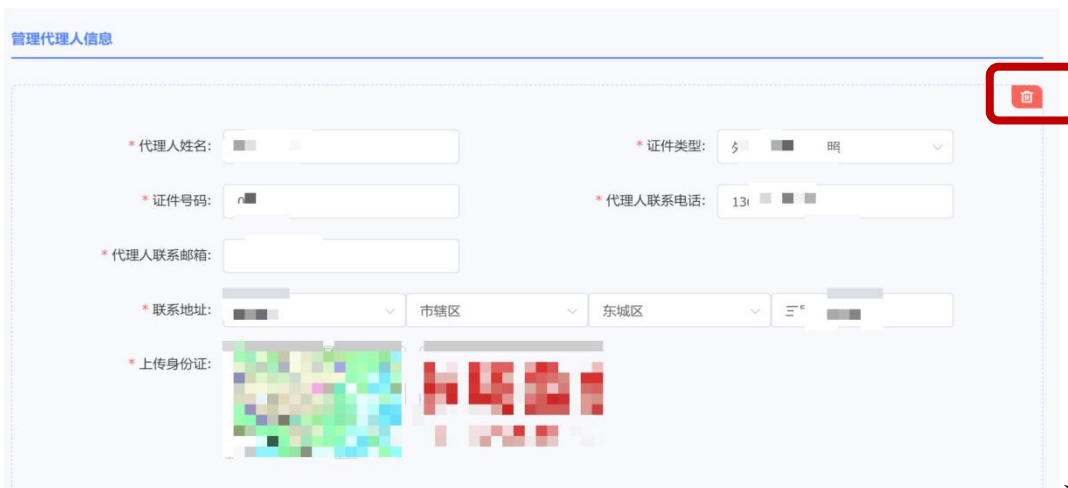 管理代理人信息
* 代理人姓名:
* 证件类型: 照
* 证件号码:
* 代理人联系电话: 13
* 代理人联系邮箱:
* 联系地址: 市辖区 东城区
* 上传身份证: